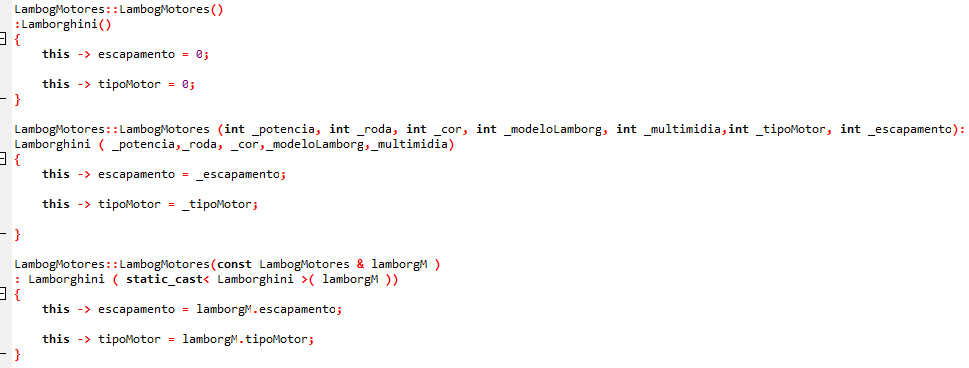 LambogMotores::LambogMotores()
:Lamborghini()
{
this -> escapamento = 0;
this -> tipoMotor = 0;
}
LambogMotores::LambogMotores (int _potencia, int _roda, int _cor, int _modeloLamborg, int _multimidia,int _tipoMotor, int _escapamento):
Lamborghini ( _potencia,_roda, _cor,_modeloLamborg,_multimidia)
{
this -> escapamento = _escapamento;
this -> tipoMotor = _tipoMotor;
}
LambogMotores::LambogMotores(const LambogMotores & lamborgM )
: Lamborghini ( static_cast< Lamborghini >( lamborgM ))
{
this -> escapamento = lamborgM.escapamento;
this -> tipoMotor = lamborgM.tipoMotor;
}